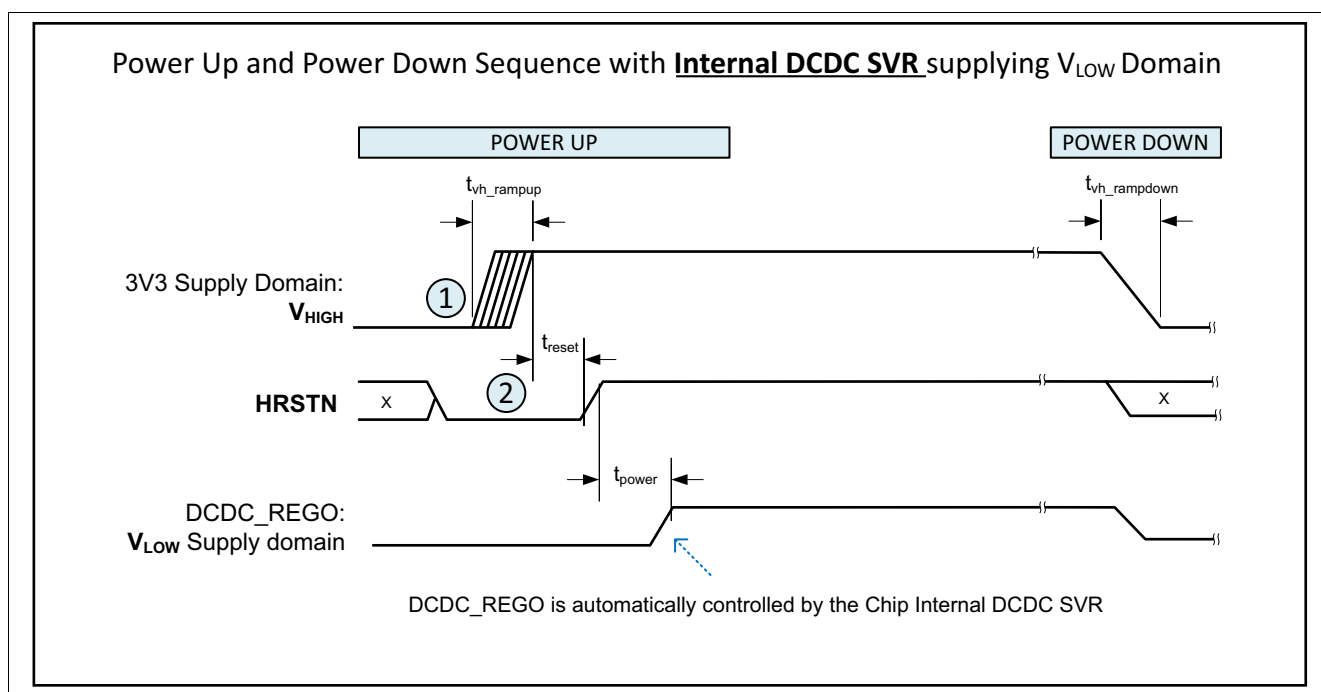 Power Up and Power Down Sequence with Internal DCDC SVR supplying VLOW Domain
POWER UP
POWER DOWN
tvh_rampup
tvh_rampdown
3V3 Supply Domain:
VHIGH
1
treset
HRSTN
X
2
X
tpower
DCDC_REGO:
VLOW Supply domain
DCDC_REGO is automatically controlled by the Chip Internal DCDC SVR